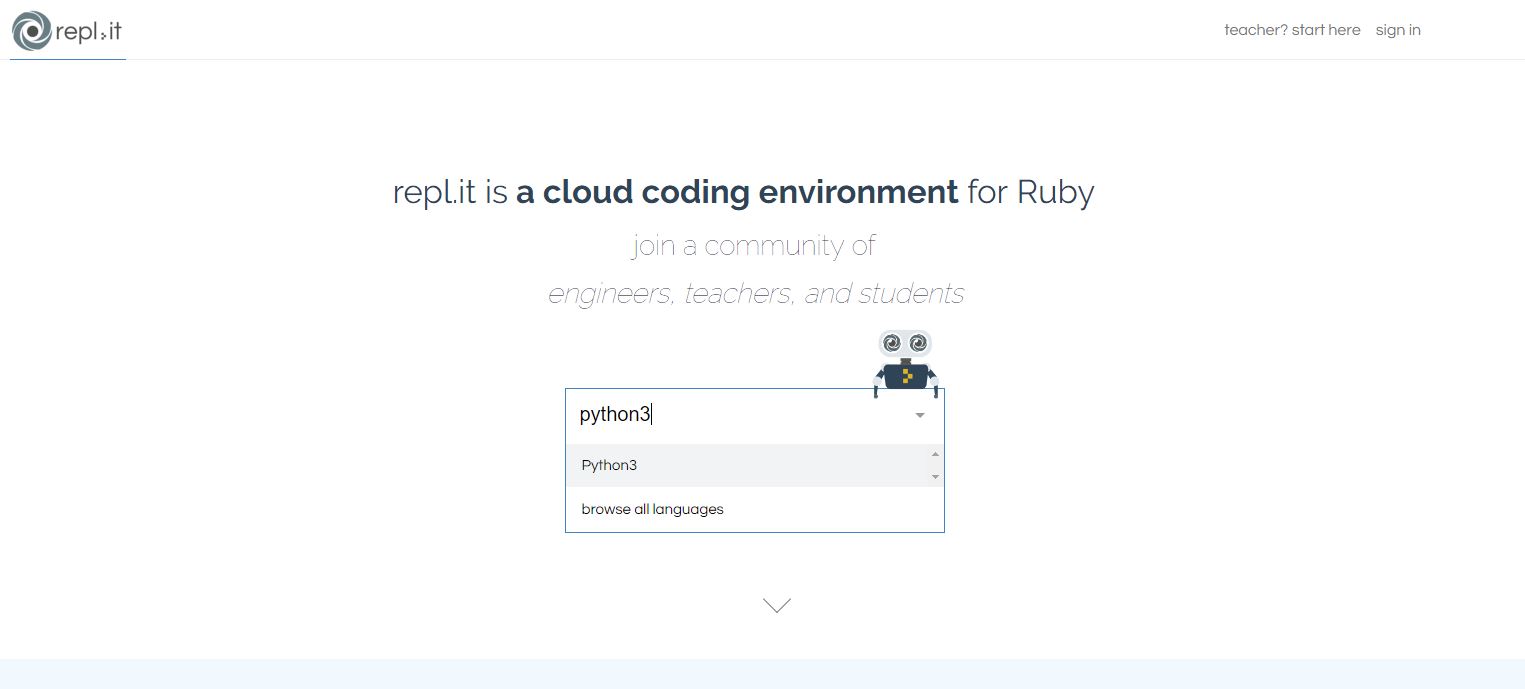 repl.it
teacher? start here sign in
repl.it is a cloud coding environment for Ruby
join a community of
engineers, teachers, and students
python3
Python3
browse all languages